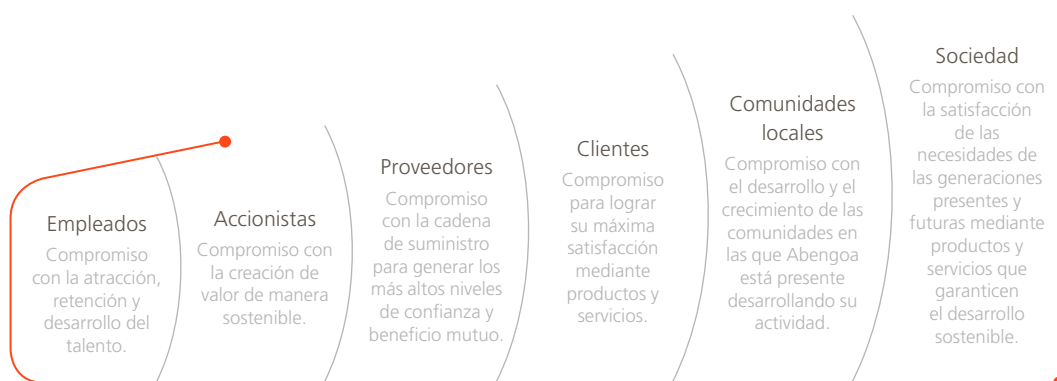 Empleados
Compromiso
con la atracción,
retención y
desarrollo del
talento.
Accionistas
Compromiso con
la creación de
valor de manera
sostenible.
Proveedores
Compromiso
con la cadena
de suministro
para generar los
más altos niveles
de confianza y
beneficio mutuo.
Clientes
Compromiso
para lograr
su máxima
satisfacción
mediante
productos y
servicios.
Comunidades
locales
Compromiso con
el desarrollo y el
crecimiento de las
comunidades en
las que Abengoa
está presente
desarrollando su
actividad.
Sociedad
Compromiso con
la satisfacción
de las
necesidades de
las generaciones
presentes y
futuras mediante
productos y
servicios que
garanticen
el desarrollo
sostenible.